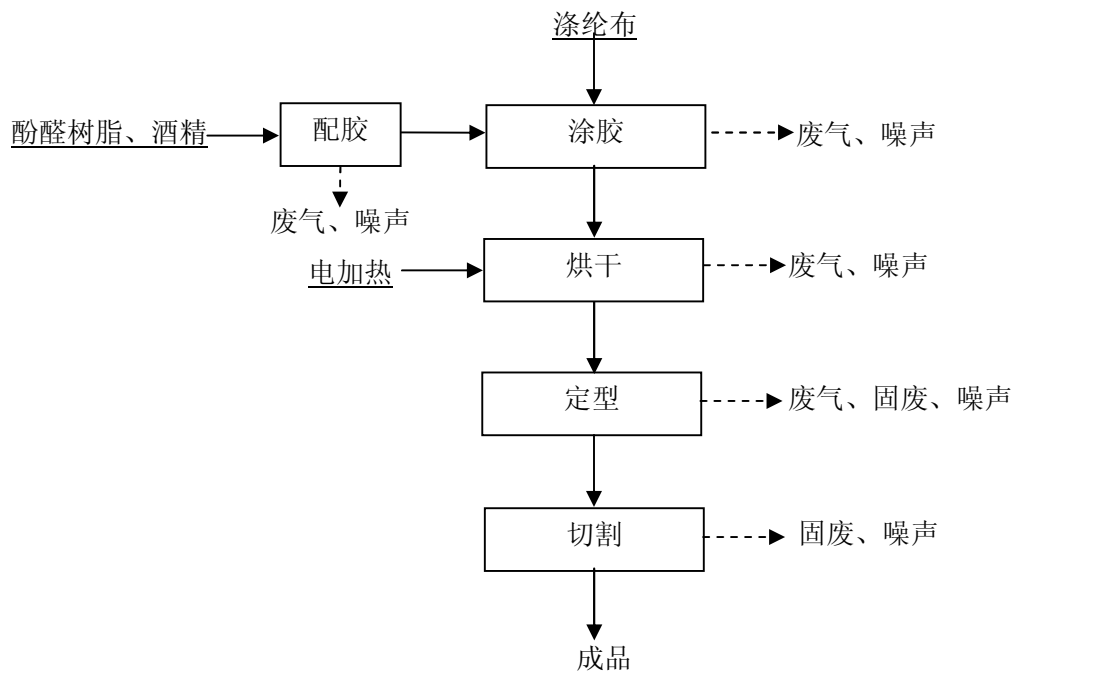 涤纶布
酚醛树脂、酒精
配胶
涂胶
废气、噪声
废气、噪声
电加热
烘干
废气、噪声
定型
废气、固废、噪声
切割
固废、噪声
成品